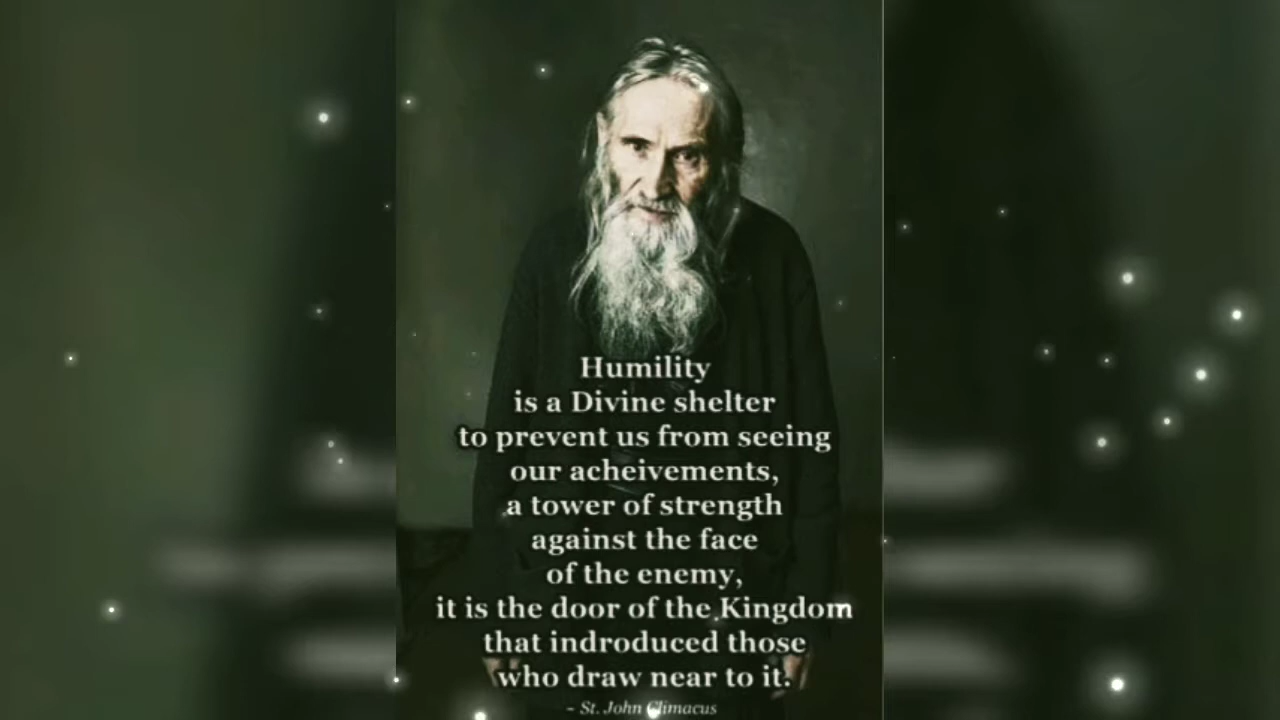 Humility
is a Divine shelter
to prevent us from seeing
our acheivements,
a tower of strength
against the face
of the enemy,
it is the door of the Kingdom
that indroduced those
who draw near to it.
~ St. John Climacus